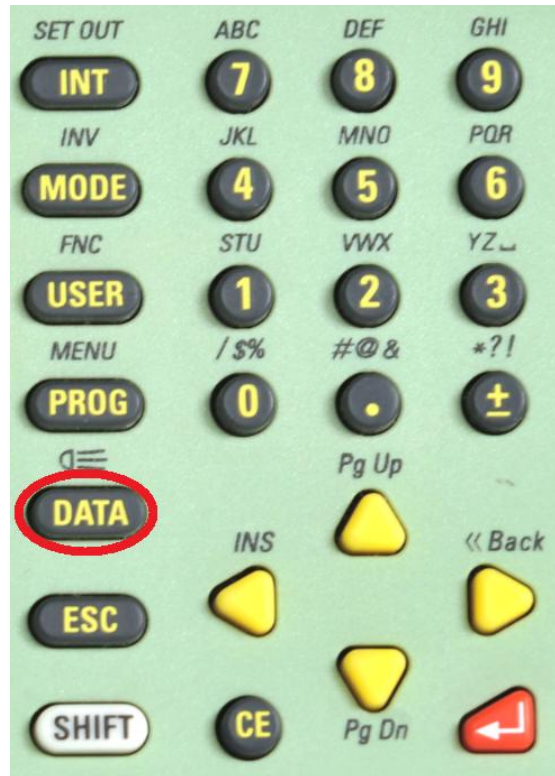 SET OUT ABC DEF GHI
INT 7 8 9
INV JKL MNO PQR
MODE 4 5 6
FNC STU VWX YZ␣
USER 1 2 3
MENU / $% #@& *?!
PROG 0 . ±
Pg Up
DATA
INS « Back
ESC
SHIFT CE Pg Dn